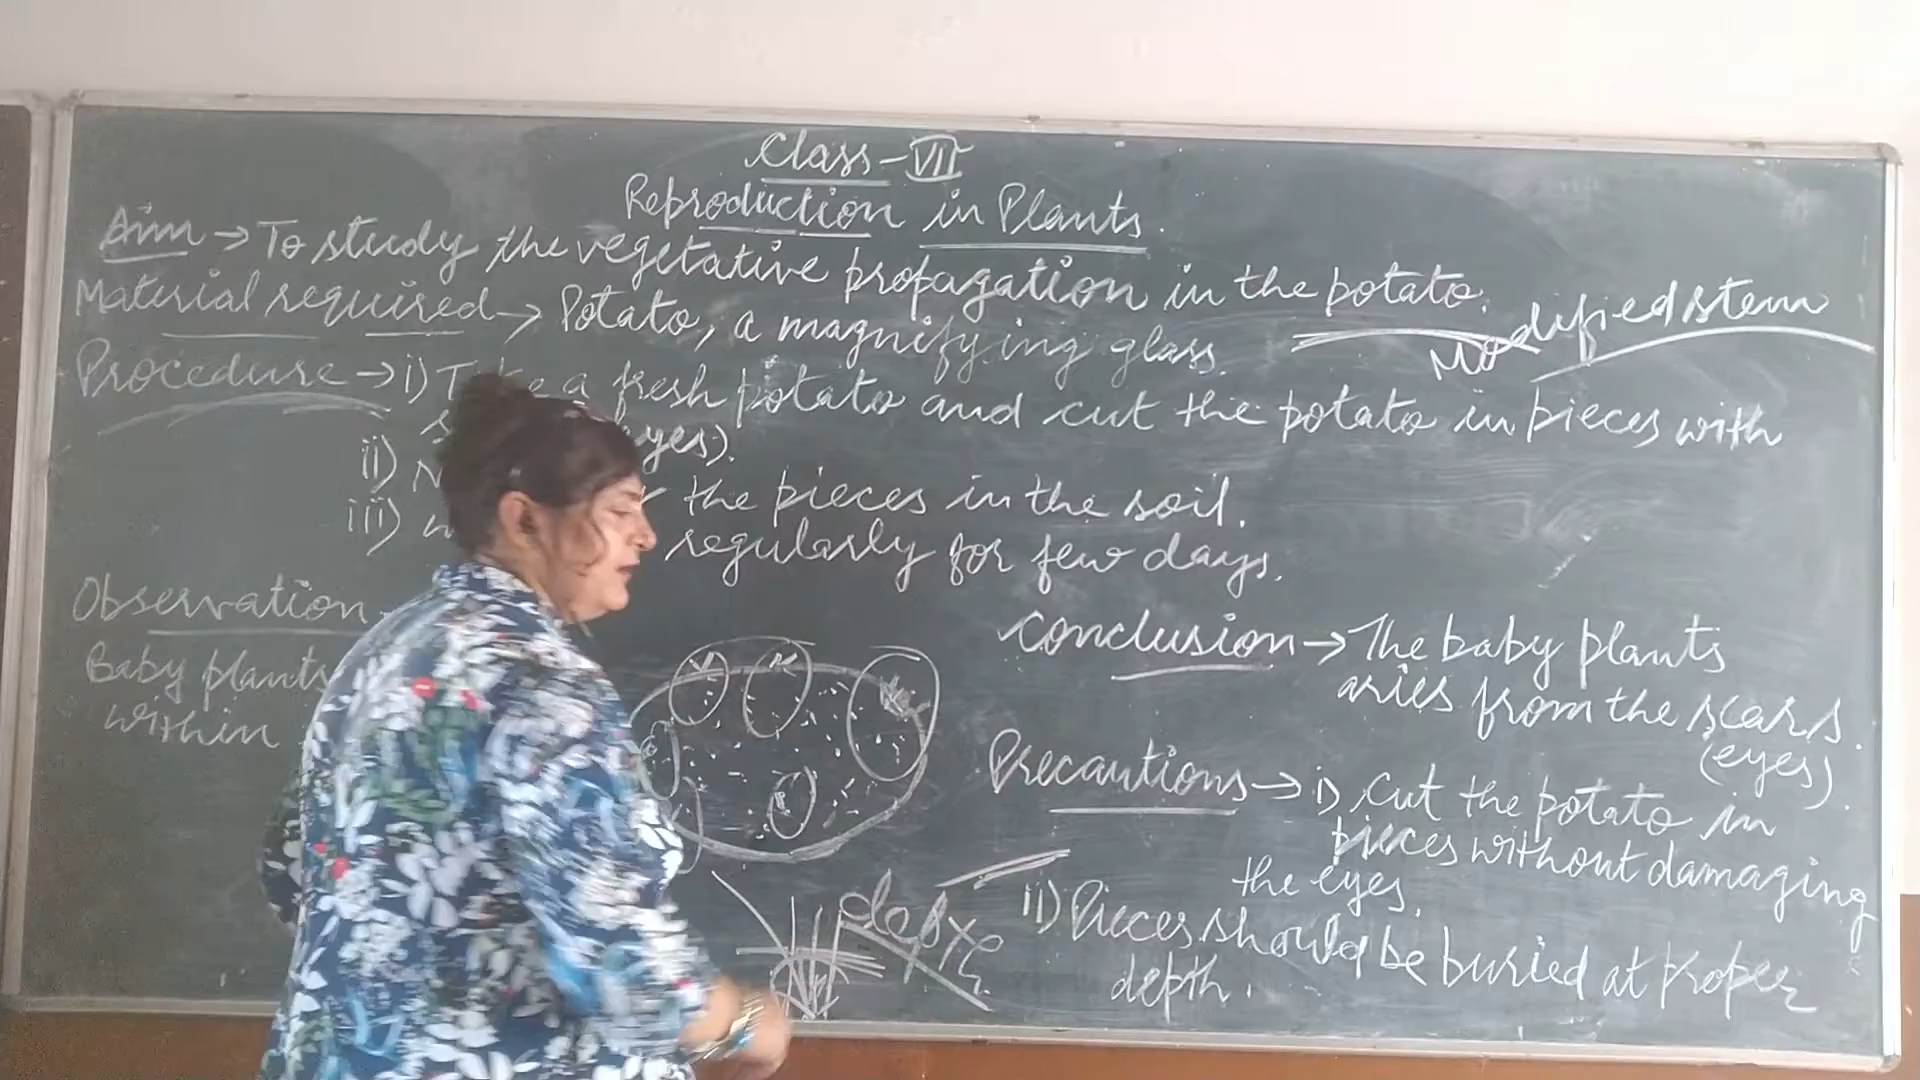 Class-VII
Reproduction in Plants.
Aim → To study the vegetative propagation in the potato.
Modified stem
Material required → Potato, a magnifying glass.
Procedure → i) a fresh potato and cut the potato in pieces with
eyes).
ii) the pieces in the soil.
iii) regularly for few days.
Observation
Baby plants
within
Conclusion → The baby plants
aries from the scars.
(eyes).
Precautions → i) Cut the potato in
pieces without damaging
the eyes.
ii) Pieces should be buried at proper
depth.